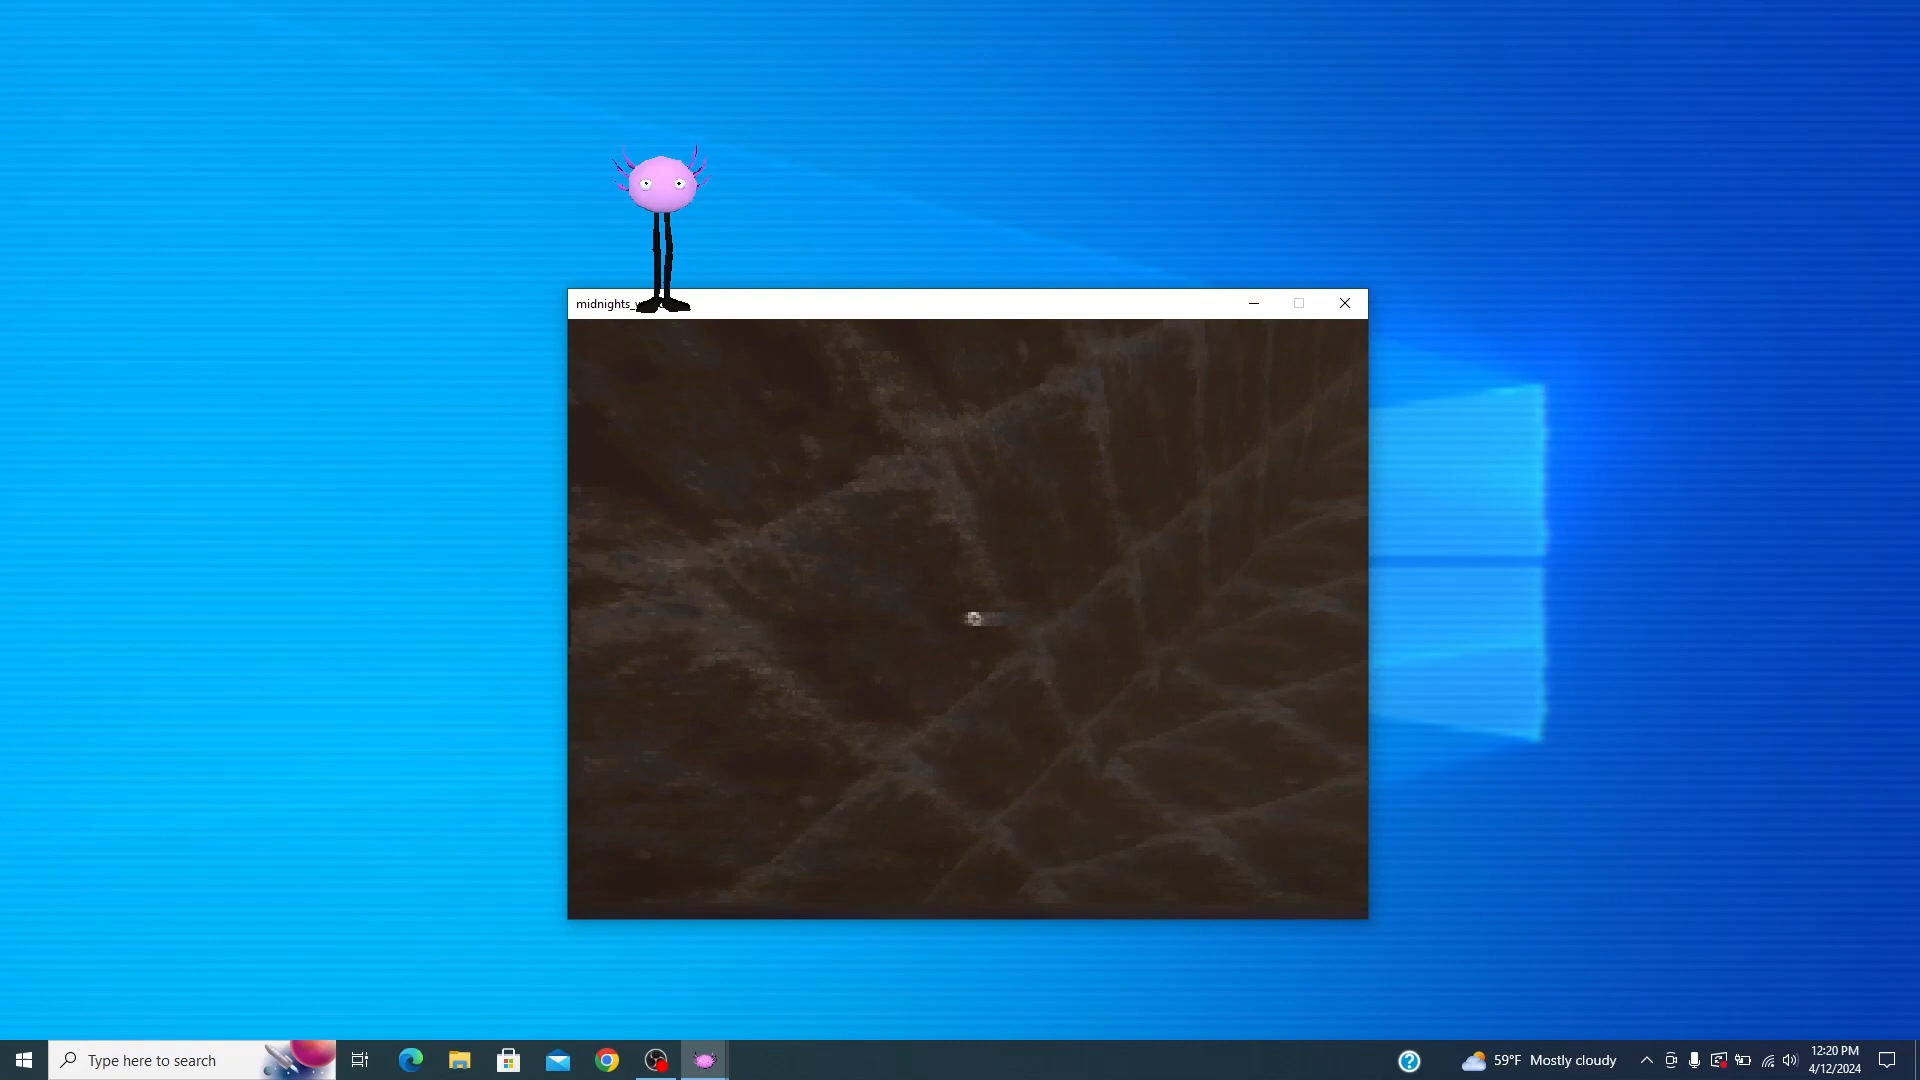 midnights_
Type here to search
59°F Mostly cloudy
12:20 PM
4/12/2024